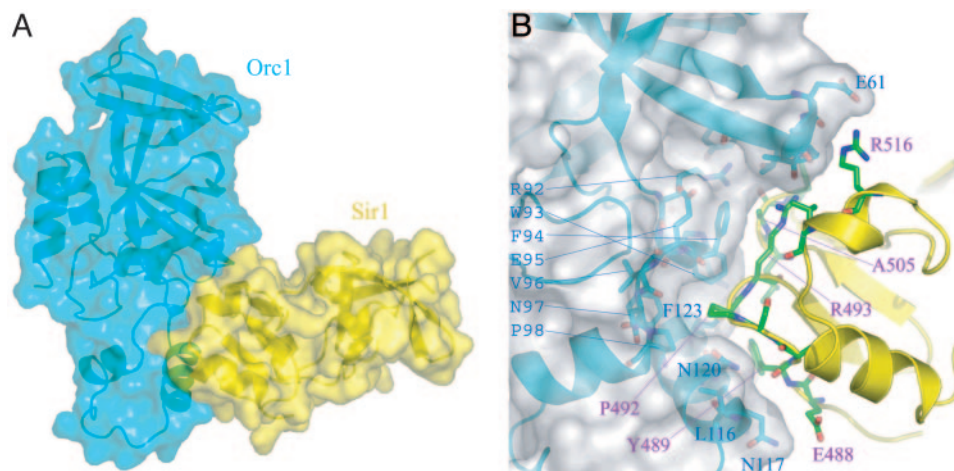 A
Orc1
Sir1
B
E61
R516
R92
W93
F94
E95
V96
N97
P98
A505
R493
F123
N120
P492
L116
Y489
N117
E488